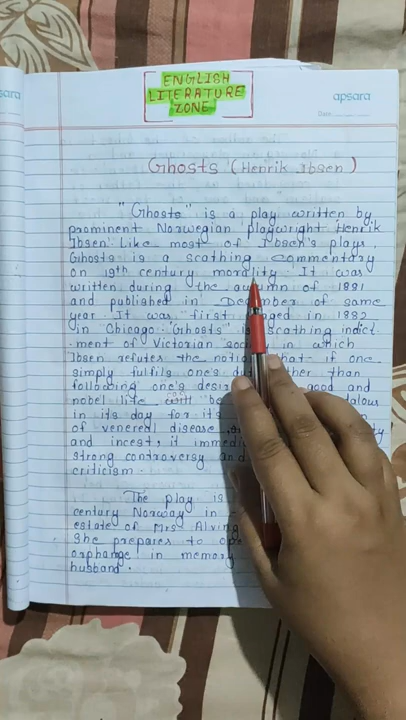 ENGLISH
LITERATURE
ZONE
apsara
apsara
Date
Ghosts (Henrik Ibsen)
"Ghosts" is a play written by
prominent Norwegian playwright Henrik
Ibsen. Like most of Ibsen's plays,
Ghosts is a scathing commentary
on 19th century morality. It was
written during the autumn of 1881
and published in December of same
year. It was first staged in 1882
in Chicago. "Ghosts" is scathing indict-
ment of Victorian society in which
Ibsen refutes the notion that if one
simply fulfils one's duty rather than
following one's desires good and
nobel life will be
in its day for its
of venereal disease,
and incest, it
strong controversy and
criticism.
The play is
century Norway in
estate of Mrs Alving
She prepares to
orphange in memory
husband.